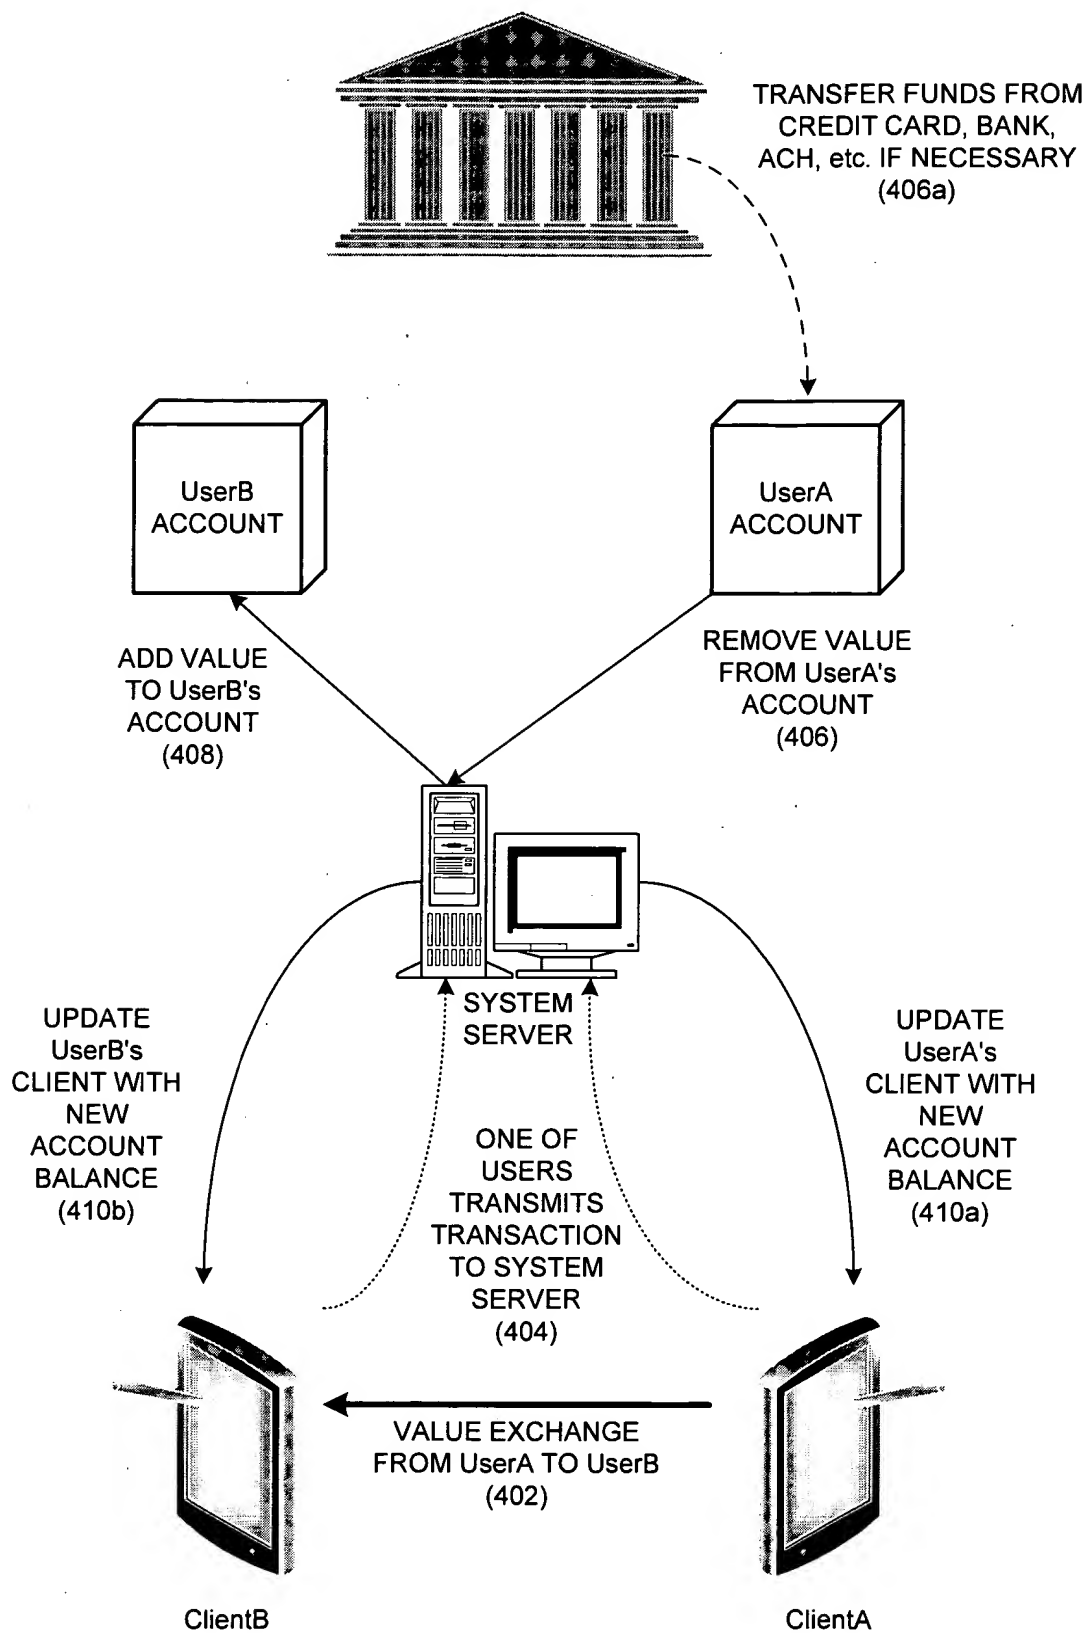 TRANSFER FUNDS FROM
CREDIT CARD, BANK,
ACH, etc. IF NECESSARY
(406a)
UserB
ACCOUNT
UserA
ACCOUNT
ADD VALUE
TO UserB's
ACCOUNT
(408)
REMOVE VALUE
FROM UserA's
ACCOUNT
(406)
SYSTEM
SERVER
UPDATE
UserB's
CLIENT WITH
NEW
ACCOUNT
BALANCE
(410b)
ONE OF
USERS
TRANSMITS
TRANSACTION
TO SYSTEM
SERVER
(404)
UPDATE
UserA's
CLIENT WITH
NEW
ACCOUNT
BALANCE
(410a)
VALUE EXCHANGE
FROM UserA TO UserB
(402)
ClientB
ClientA